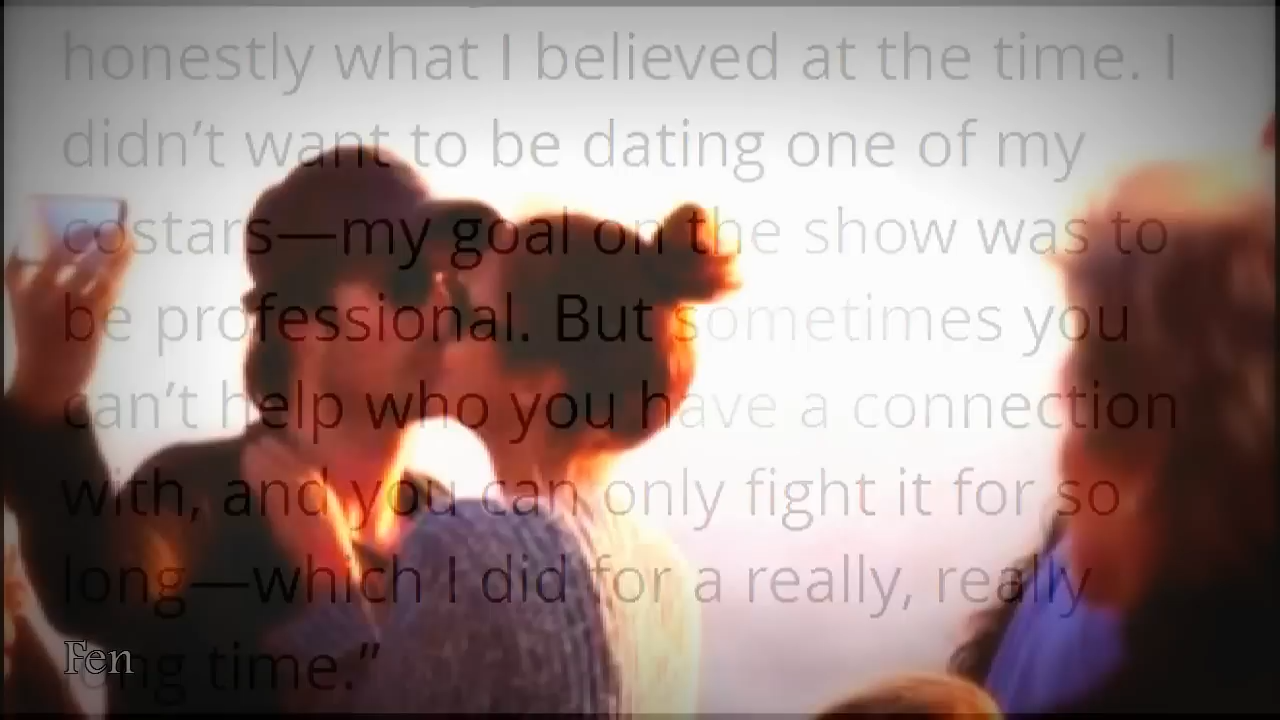 honestly what I believed at the time. I
didn’t want to be dating one of my
costars—my goal on the show was to
be professional. But sometimes you
can’t help who you have a connection
with, and you can only fight it for so
long—which I did for a really, really
long time.”
Fen